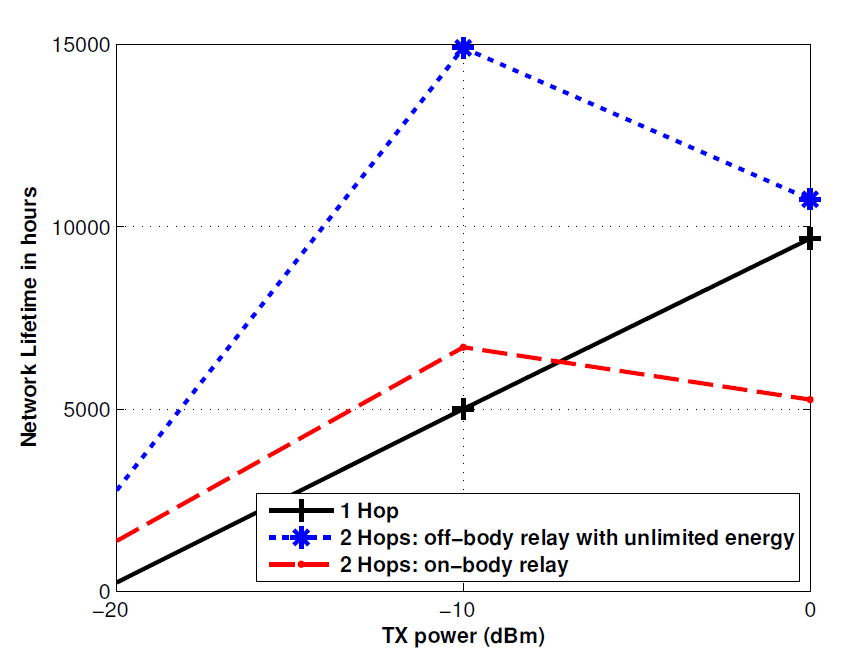 15000
10000
5000
0
−20
−10
0
Network Lifetime in hours
TX power (dBm)
1 Hop
2 Hops: off−body relay with unlimited energy
2 Hops: on−body relay